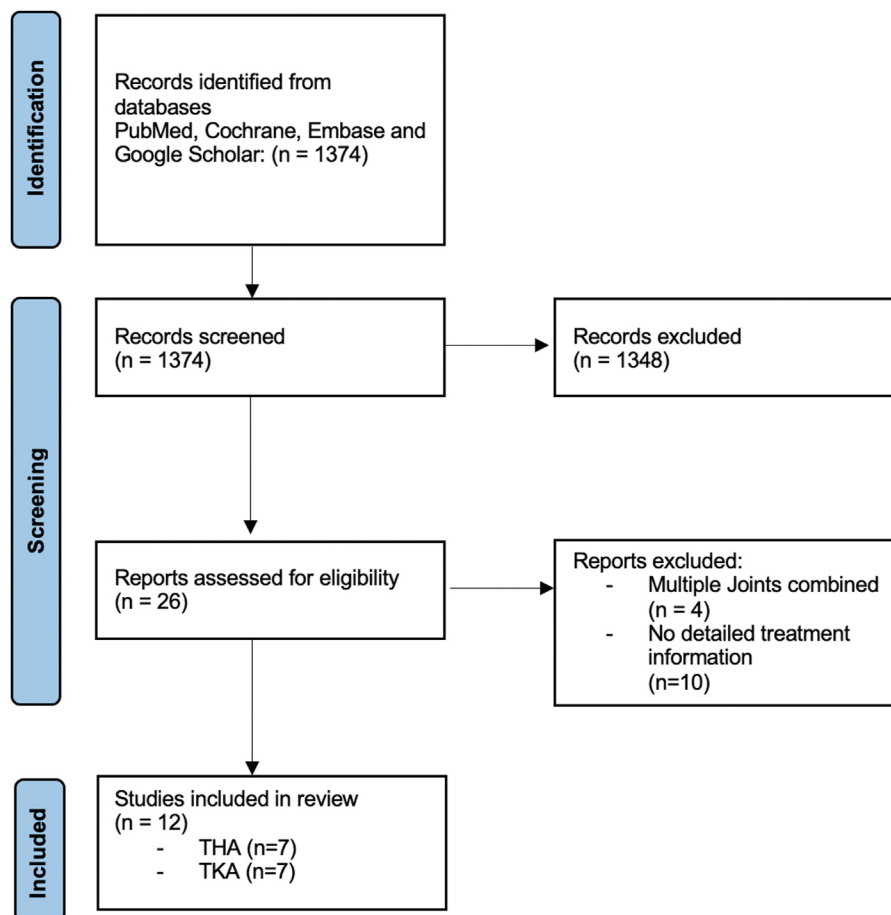 Identification
Records identified from
databases
PubMed, Cochrane, Embase and
Google Scholar: (n = 1374)
Screening
Records screened
(n = 1374)
Records excluded
(n = 1348)
Reports assessed for eligibility
(n = 26)
Reports excluded:
- Multiple Joints combined
(n = 4)
- No detailed treatment
information
(n=10)
Included
Studies included in review
(n = 12)
- THA (n=7)
- TKA (n=7)